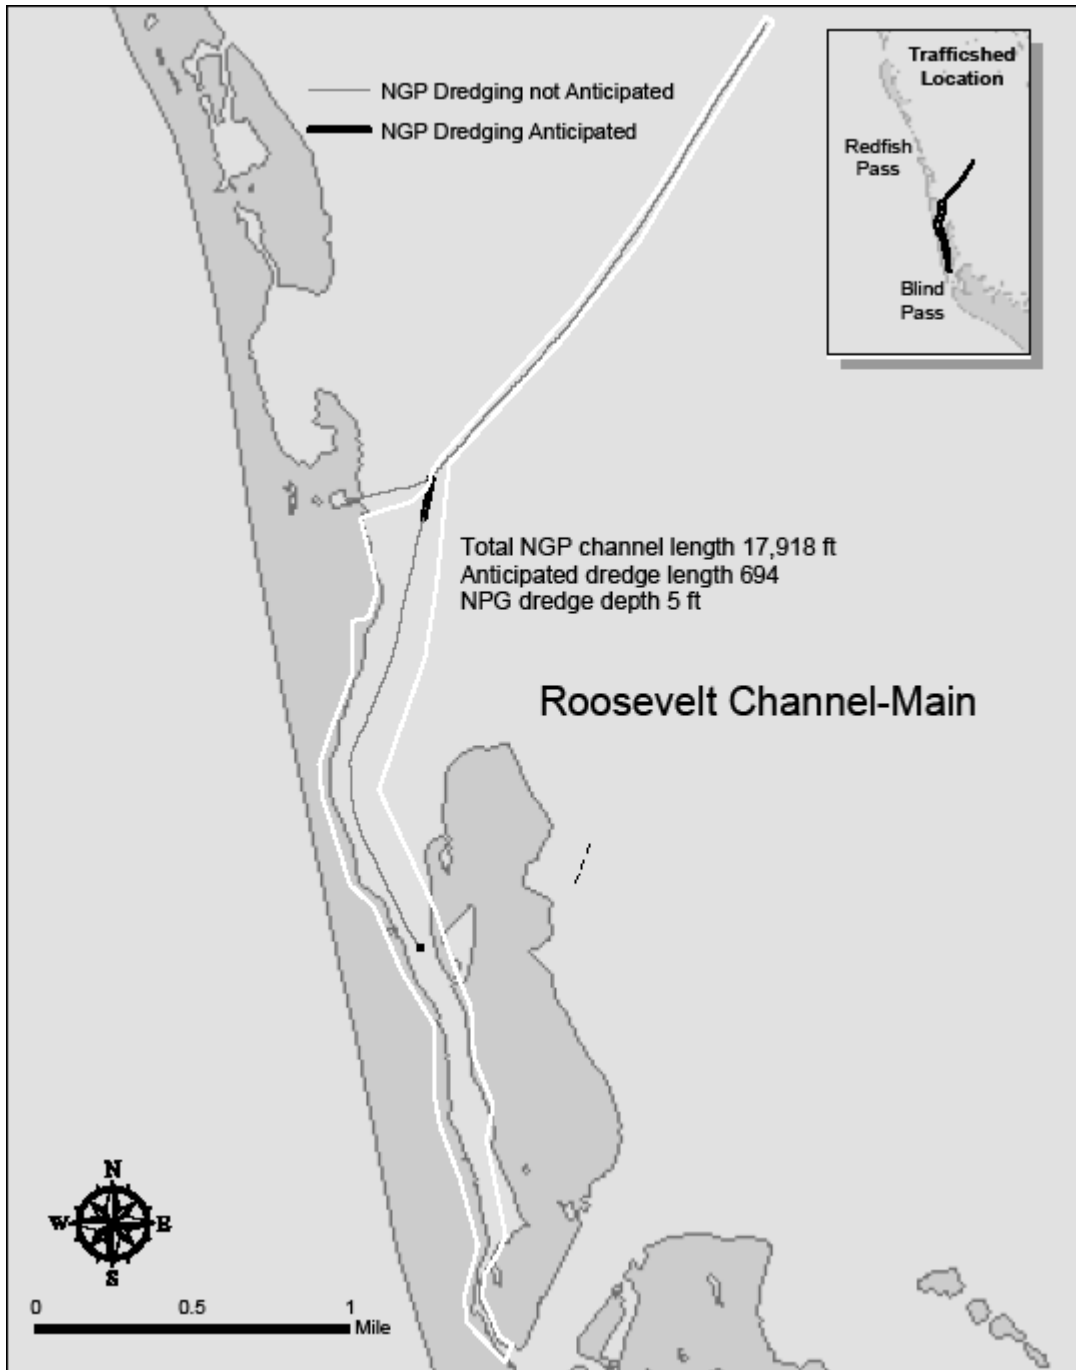 NGP Dredging not Anticipated
NGP Dredging Anticipated
Trafficshed
Location
Redfish
Pass
Blind
Pass
Total NGP channel length 17,918 ft
Anticipated dredge length 694
NPG dredge depth 5 ft
Roosevelt Channel-Main
N
W
E
S
0
0.5
1
Mile